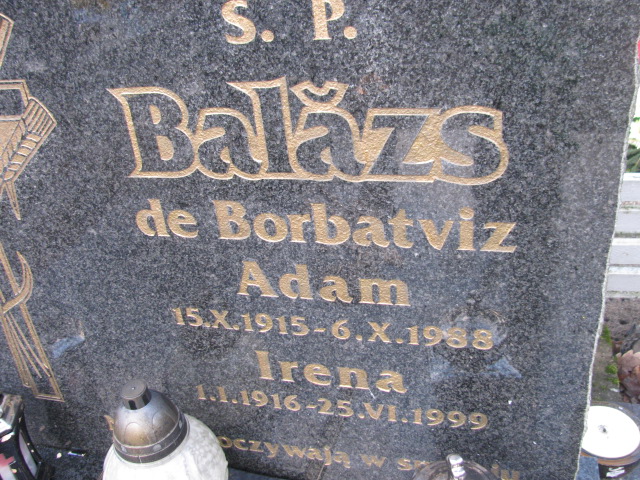 Ś. P.
Balǎzs
de Borbatviz
Adam
15.X.1915-6.X.1988
Irena
1.I.1916-25.VI.1999
w